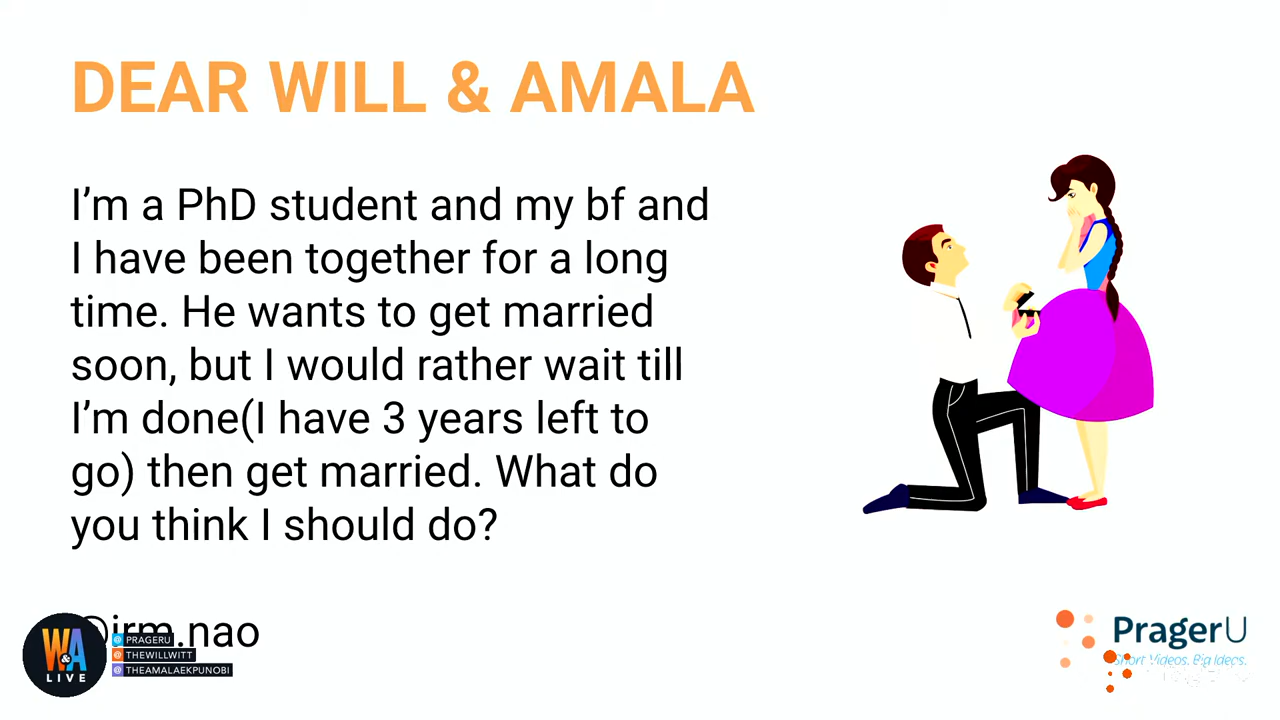 DEAR WILL & AMALA
I’m a PhD student and my bf and
I have been together for a long
time. He wants to get married
soon, but I would rather wait till
I’m done(I have 3 years left to
go) then get married. What do
you think I should do?
@irm.nao
W&A
LIVE
@ PRAGERU
@ THEWILLWITT
@ THEAMALAEKPUNOBI
PragerU
Short Videos. Big Ideas.